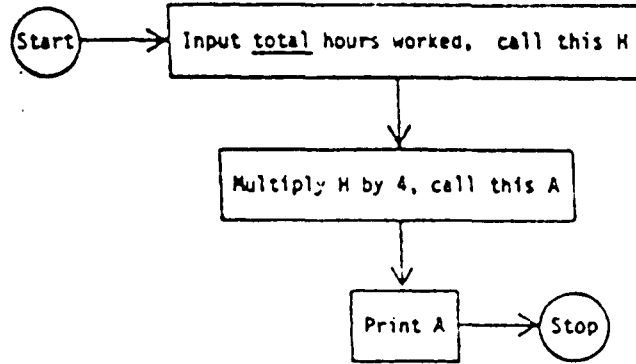 Start
Input total hours worked, call this H
Multiply H by 4, call this A
Print A
Stop